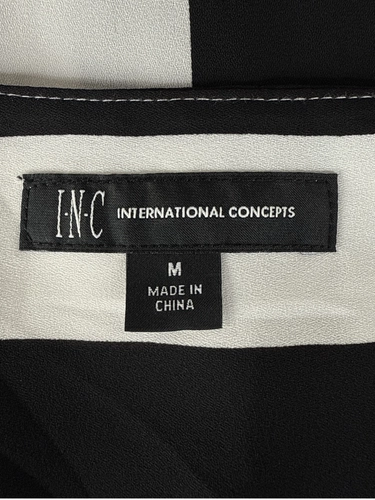 I·N·C INTERNATIONAL CONCEPTS
M
MADE IN
CHINA